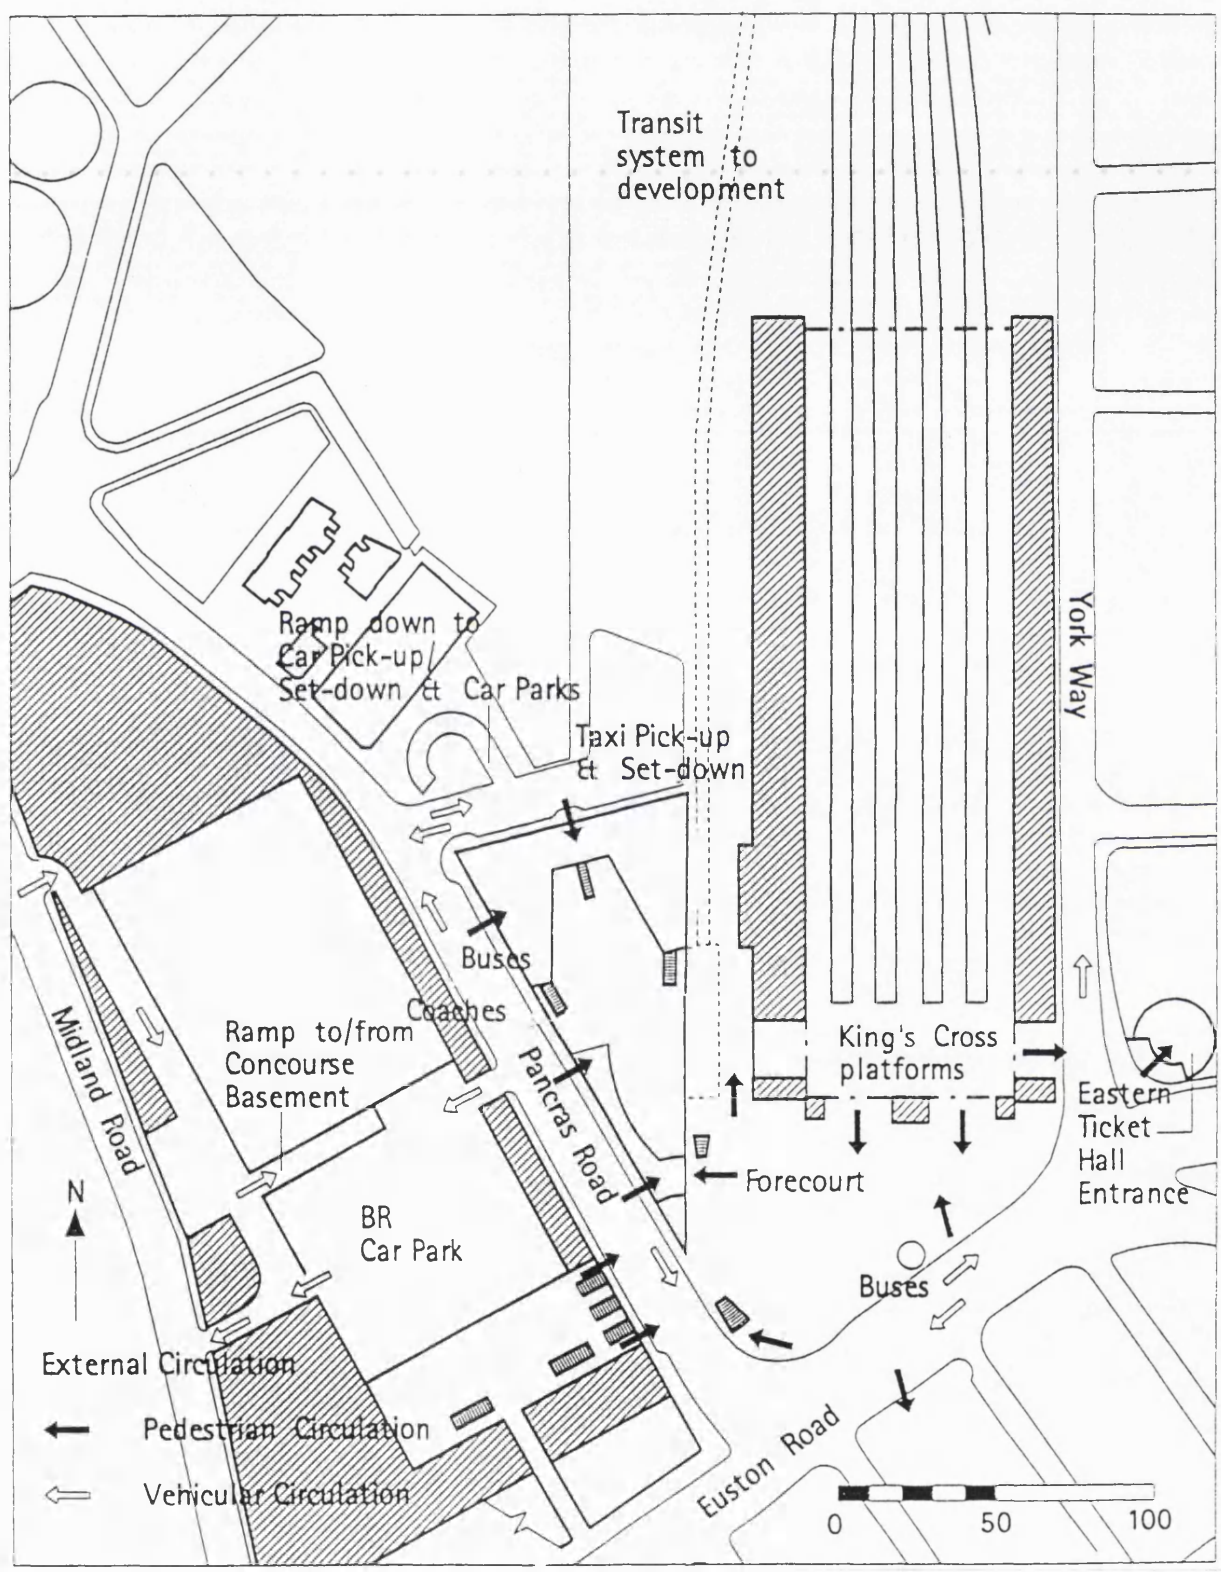 Transit
system to
development
York Way
Ramp down to
Car Pick-up/
Set-down & Car Parks
Taxi Pick-up
& Set-down
Buses
Coaches
Pancras Road
Midland Road
Ramp to/from
Concourse
Basement
King's Cross
platforms
Eastern
Ticket
Hall
Entrance
Forecourt
N
BR
Car Park
Buses
External Circulation
Pedestrian Circulation
Vehicular Circulation
Euston Road
0 50 100